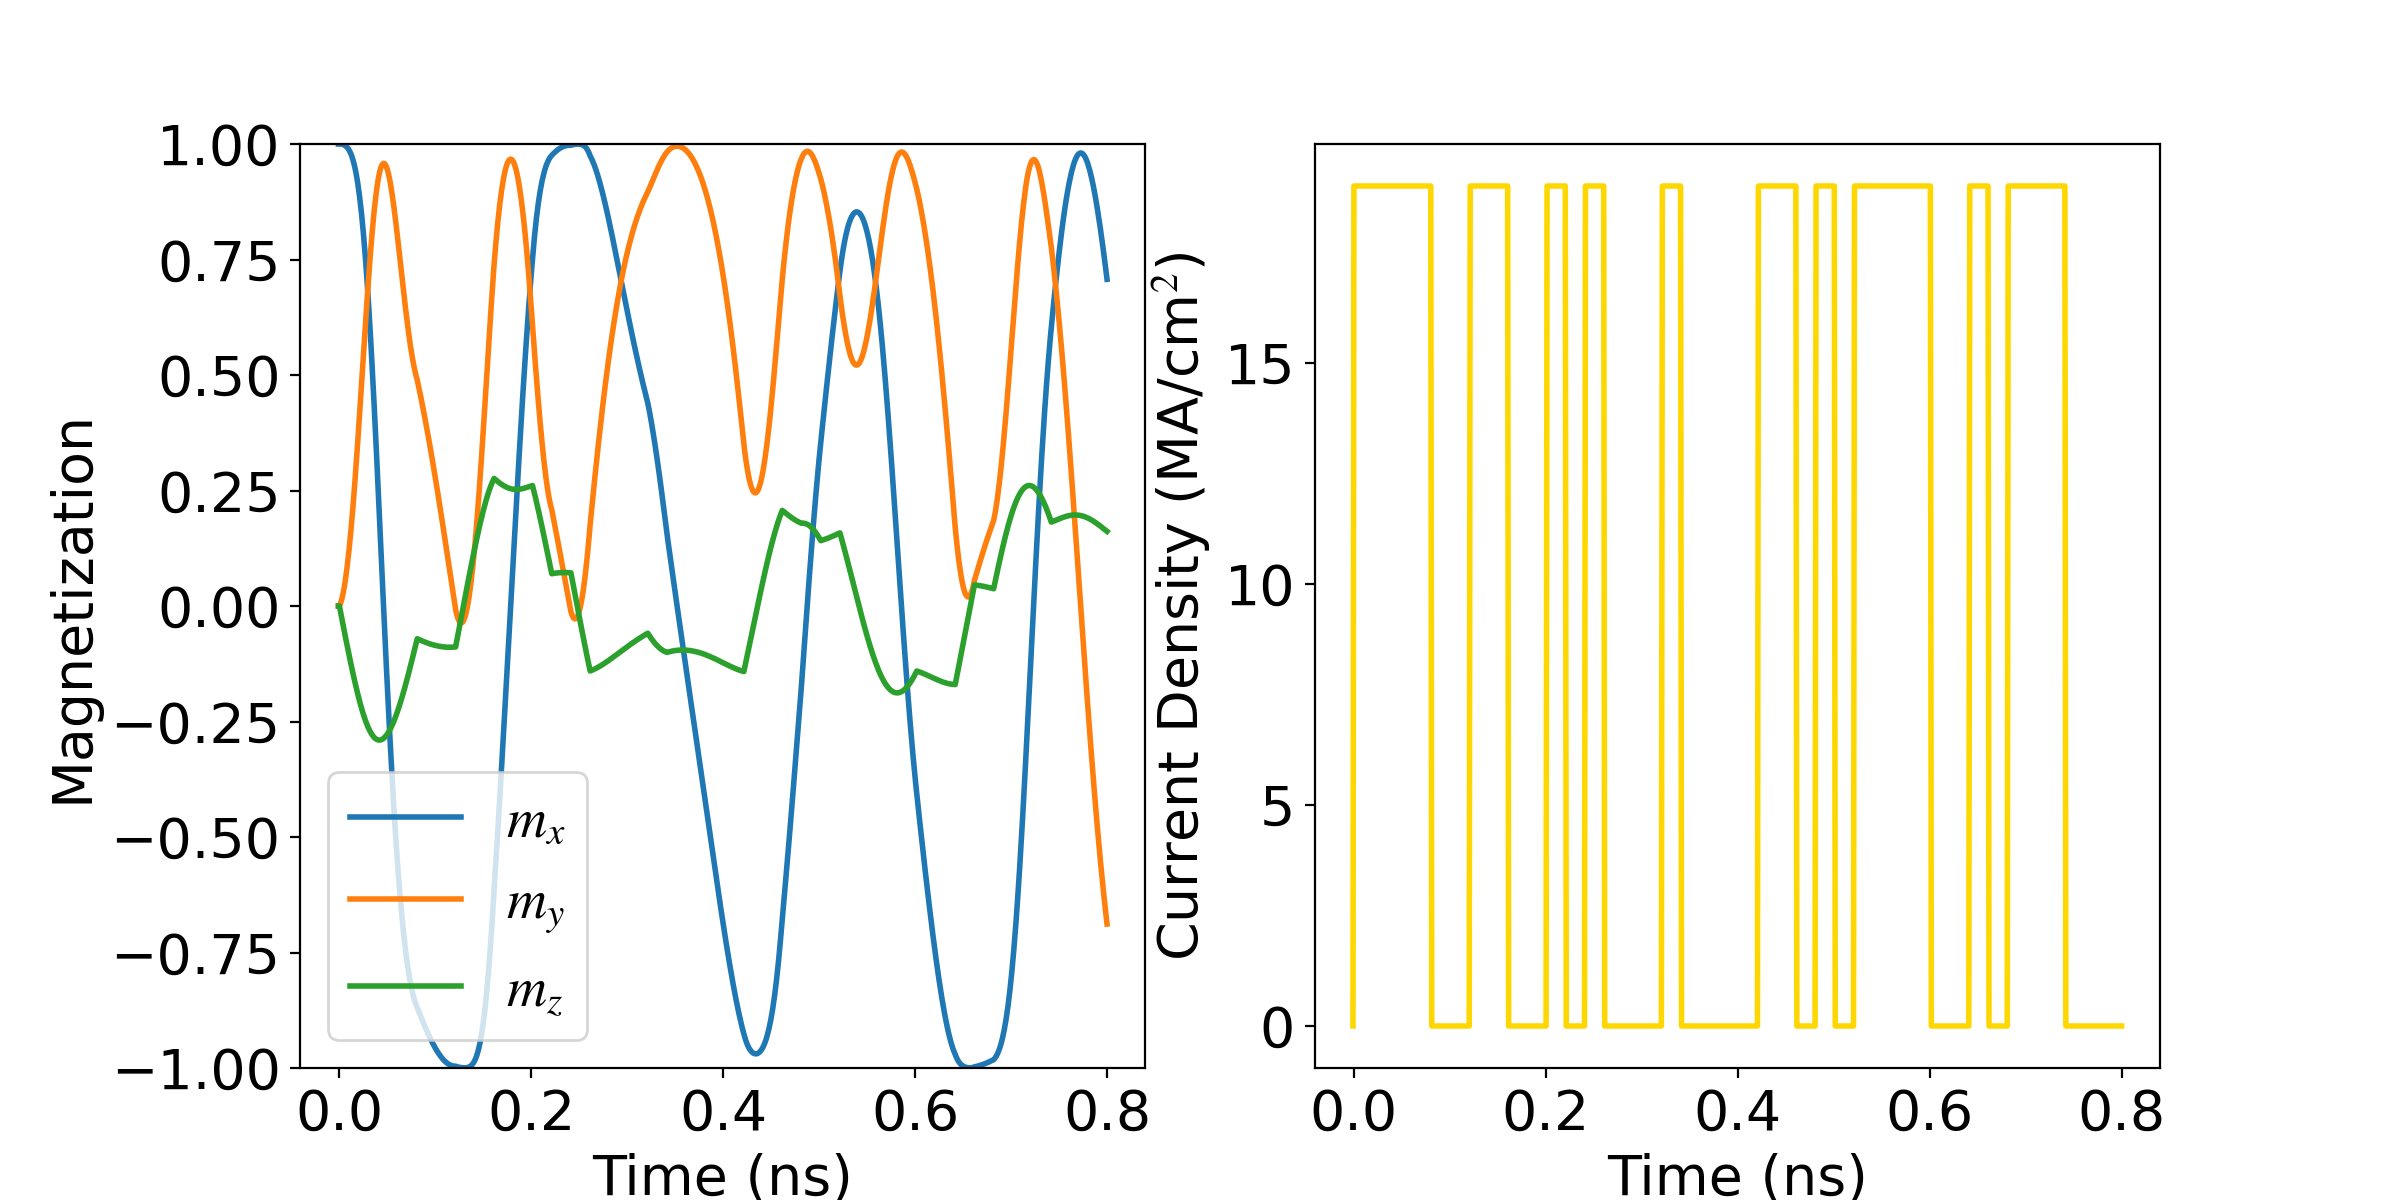 Magnetization
1.00
0.75
0.50
0.25
0.00
−0.25
−0.50
−0.75
−1.00
m_x
m_y
m_z
0.0 0.2 0.4 0.6 0.8
Time (ns)
Current Density (MA/cm²)
15
10
5
0
0.0 0.2 0.4 0.6 0.8
Time (ns)